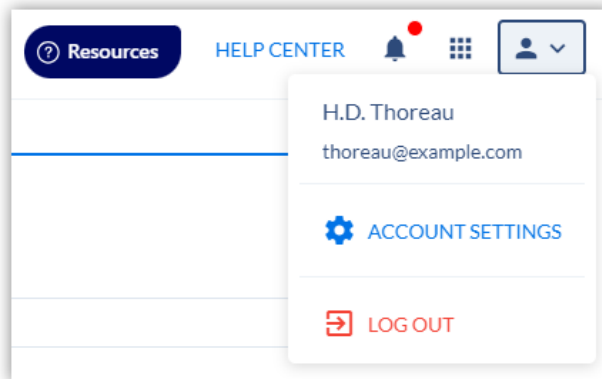 Resources
HELP CENTER
H.D. Thoreau
thoreau@example.com
ACCOUNT SETTINGS
LOG OUT